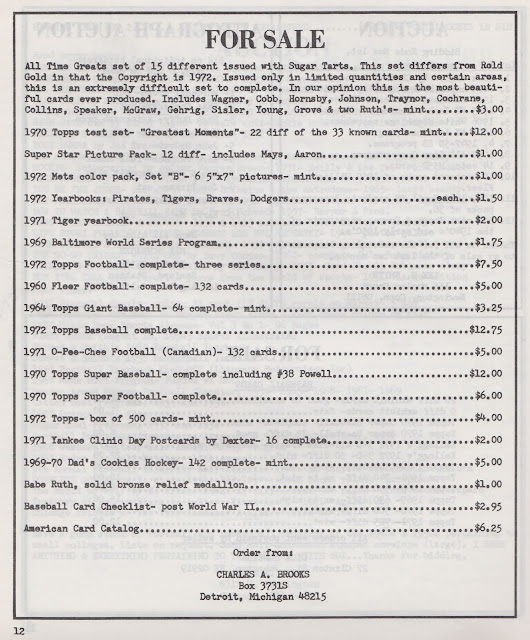 FOR SALE
All Time Greats set of 15 different issued with Sugar Tarts. This set differs from Rold
Gold in that the Copyright is 1972. Issued only in limited quantities and certain areas,
this is an extremely difficult set to complete. In our opinion this is the most beauti-
ful cards ever produced. Includes Wagner, Cobb, Hornsby, Johnson, Traynor, Cochrane,
Collins, Speaker, McGraw, Gehrig, Sisler, Young, Grove & two Ruth's- mint.........$3.00
1970 Topps test set- "Greatest Moments"- 22 diff of the 33 known cards- mint.....$12.00
Super Star Picture Pack- 12 diff- includes Mays, Aaron............................$1.00
1972 Mets color pack, Set "B"- 6 5"x7" pictures- mint.............................$1.00
1972 Yearbooks: Pirates, Tigers, Braves, Dodgers........................each...$1.50
1971 Tiger yearbook...............................................................$2.00
1969 Baltimore World Series Program...............................................$1.75
1972 Topps Football- complete- three series.......................................$7.50
1960 Fleer Football- complete- 132 cards..........................................$5.00
1964 Topps Giant Baseball- 64 complete- mint......................................$3.25
1972 Topps Baseball complete.....................................................$12.75
1971 O-Pee-Chee Football (Canadian)- 132 cards....................................$5.00
1970 Topps Super Baseball- complete including #38 Powell.........................$12.00
1970 Topps Super Football- complete...............................................$6.00
1972 Topps- box of 500 cards- mint................................................$4.00
1971 Yankee Clinic Day Postcards by Dexter- 16 complete...........................$2.00
1969-70 Dad's Cookies Hockey- 142 complete- mint..................................$5.00
Babe Ruth, solid bronze relief medallion..........................................$1.00
Baseball Card Checklist- post World War II........................................$2.95
American Card Catalog.............................................................$6.25
Order from:
CHARLES A. BROOKS
Box 3731S
Detroit, Michigan 48215
12